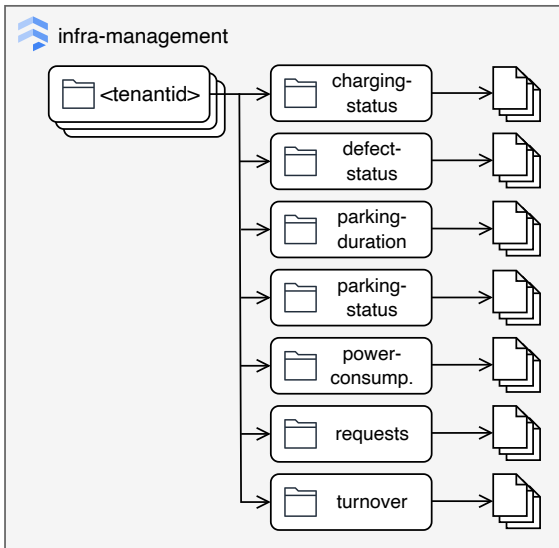 infra-management
<tenantid>
charging-
status
defect-
status
parking-
duration
parking-
status
power-
consump.
requests
turnover